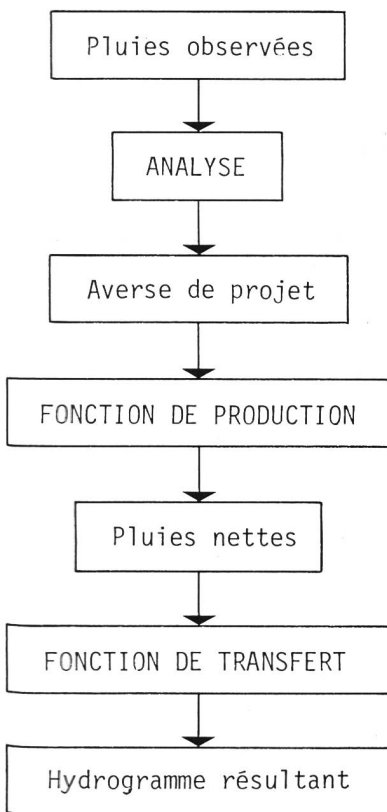 Pluies observées
ANALYSE
Averse de projet
FONCTION DE PRODUCTION
Pluies nettes
FONCTION DE TRANSFERT
Hydrogramme résultant